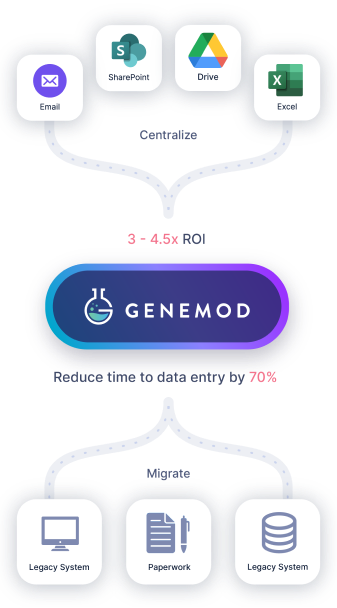 SharePoint
Drive
Email
Excel
Centralize
3 - 4.5x ROI
GENEMOD
Reduce time to data entry by 70%
Migrate
Legacy System
Paperwork
Legacy System